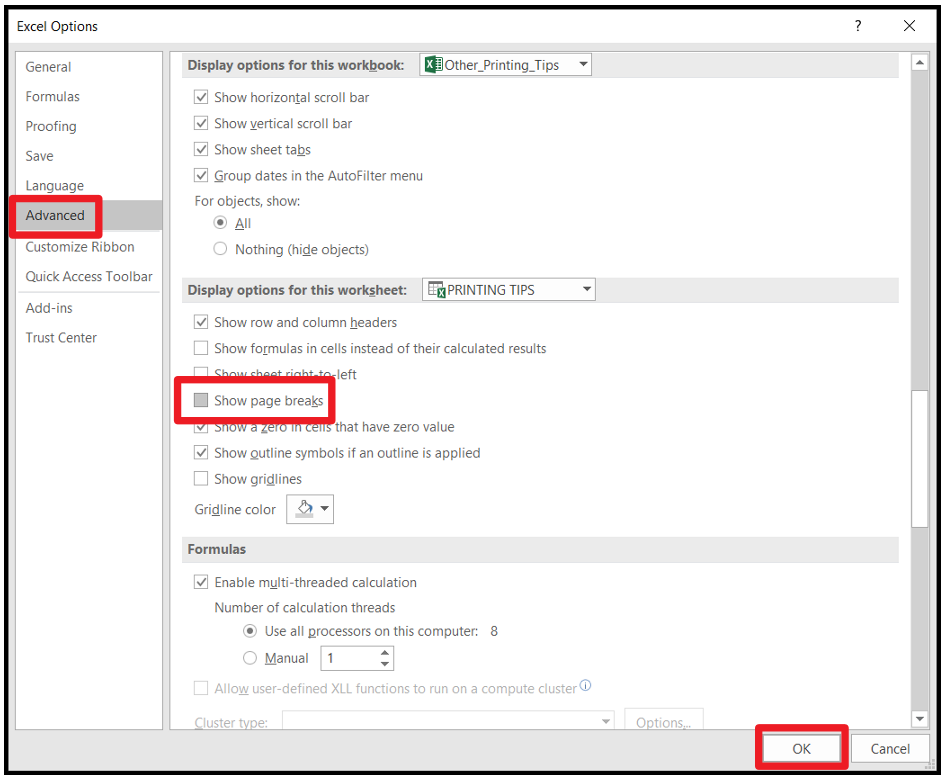 Excel Options ?
General
Formulas
Proofing
Save
Language
Advanced
Customize Ribbon
Quick Access Toolbar
Add-ins
Trust Center
Display options for this workbook: Other_Printing_Tips
Show horizontal scroll bar
Show vertical scroll bar
Show sheet tabs
Group dates in the AutoFilter menu
For objects, show:
All
Nothing (hide objects)
Display options for this worksheet: PRINTING TIPS
Show row and column headers
Show formulas in cells instead of their calculated results
Show sheet right-to-left
Show page breaks
Show a zero in cells that have zero value
Show outline symbols if an outline is applied
Show gridlines
Gridline color
Formulas
Enable multi-threaded calculation
Number of calculation threads
Use all processors on this computer: 8
Manual 1
Allow user-defined XLL functions to run on a compute cluster
Cluster type: Options...
OK Cancel